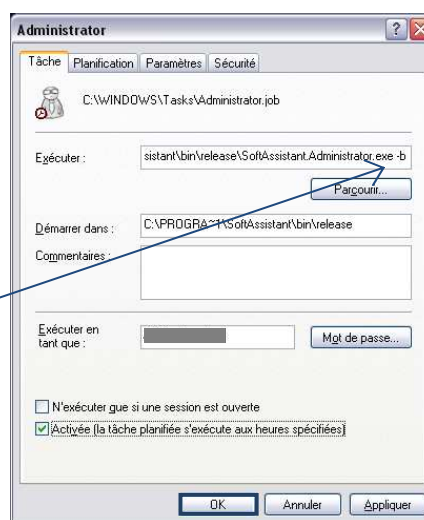 Administrator
Tâche Planification Paramètres Sécurité
C:\WINDOWS\Tasks\Administrator.job
Exécuter : sistant\bin\release\SoftAssistant.Administrator.exe -b
Parcourir...
Démarrer dans : C:\PROGRA~1\SoftAssistant\bin\release
Commentaires :
Exécuter en
tant que :
Mot de passe...
N'exécuter que si une session est ouverte
Activée (la tâche planifiée s'exécute aux heures spécifiées)
OK Annuler Appliquer